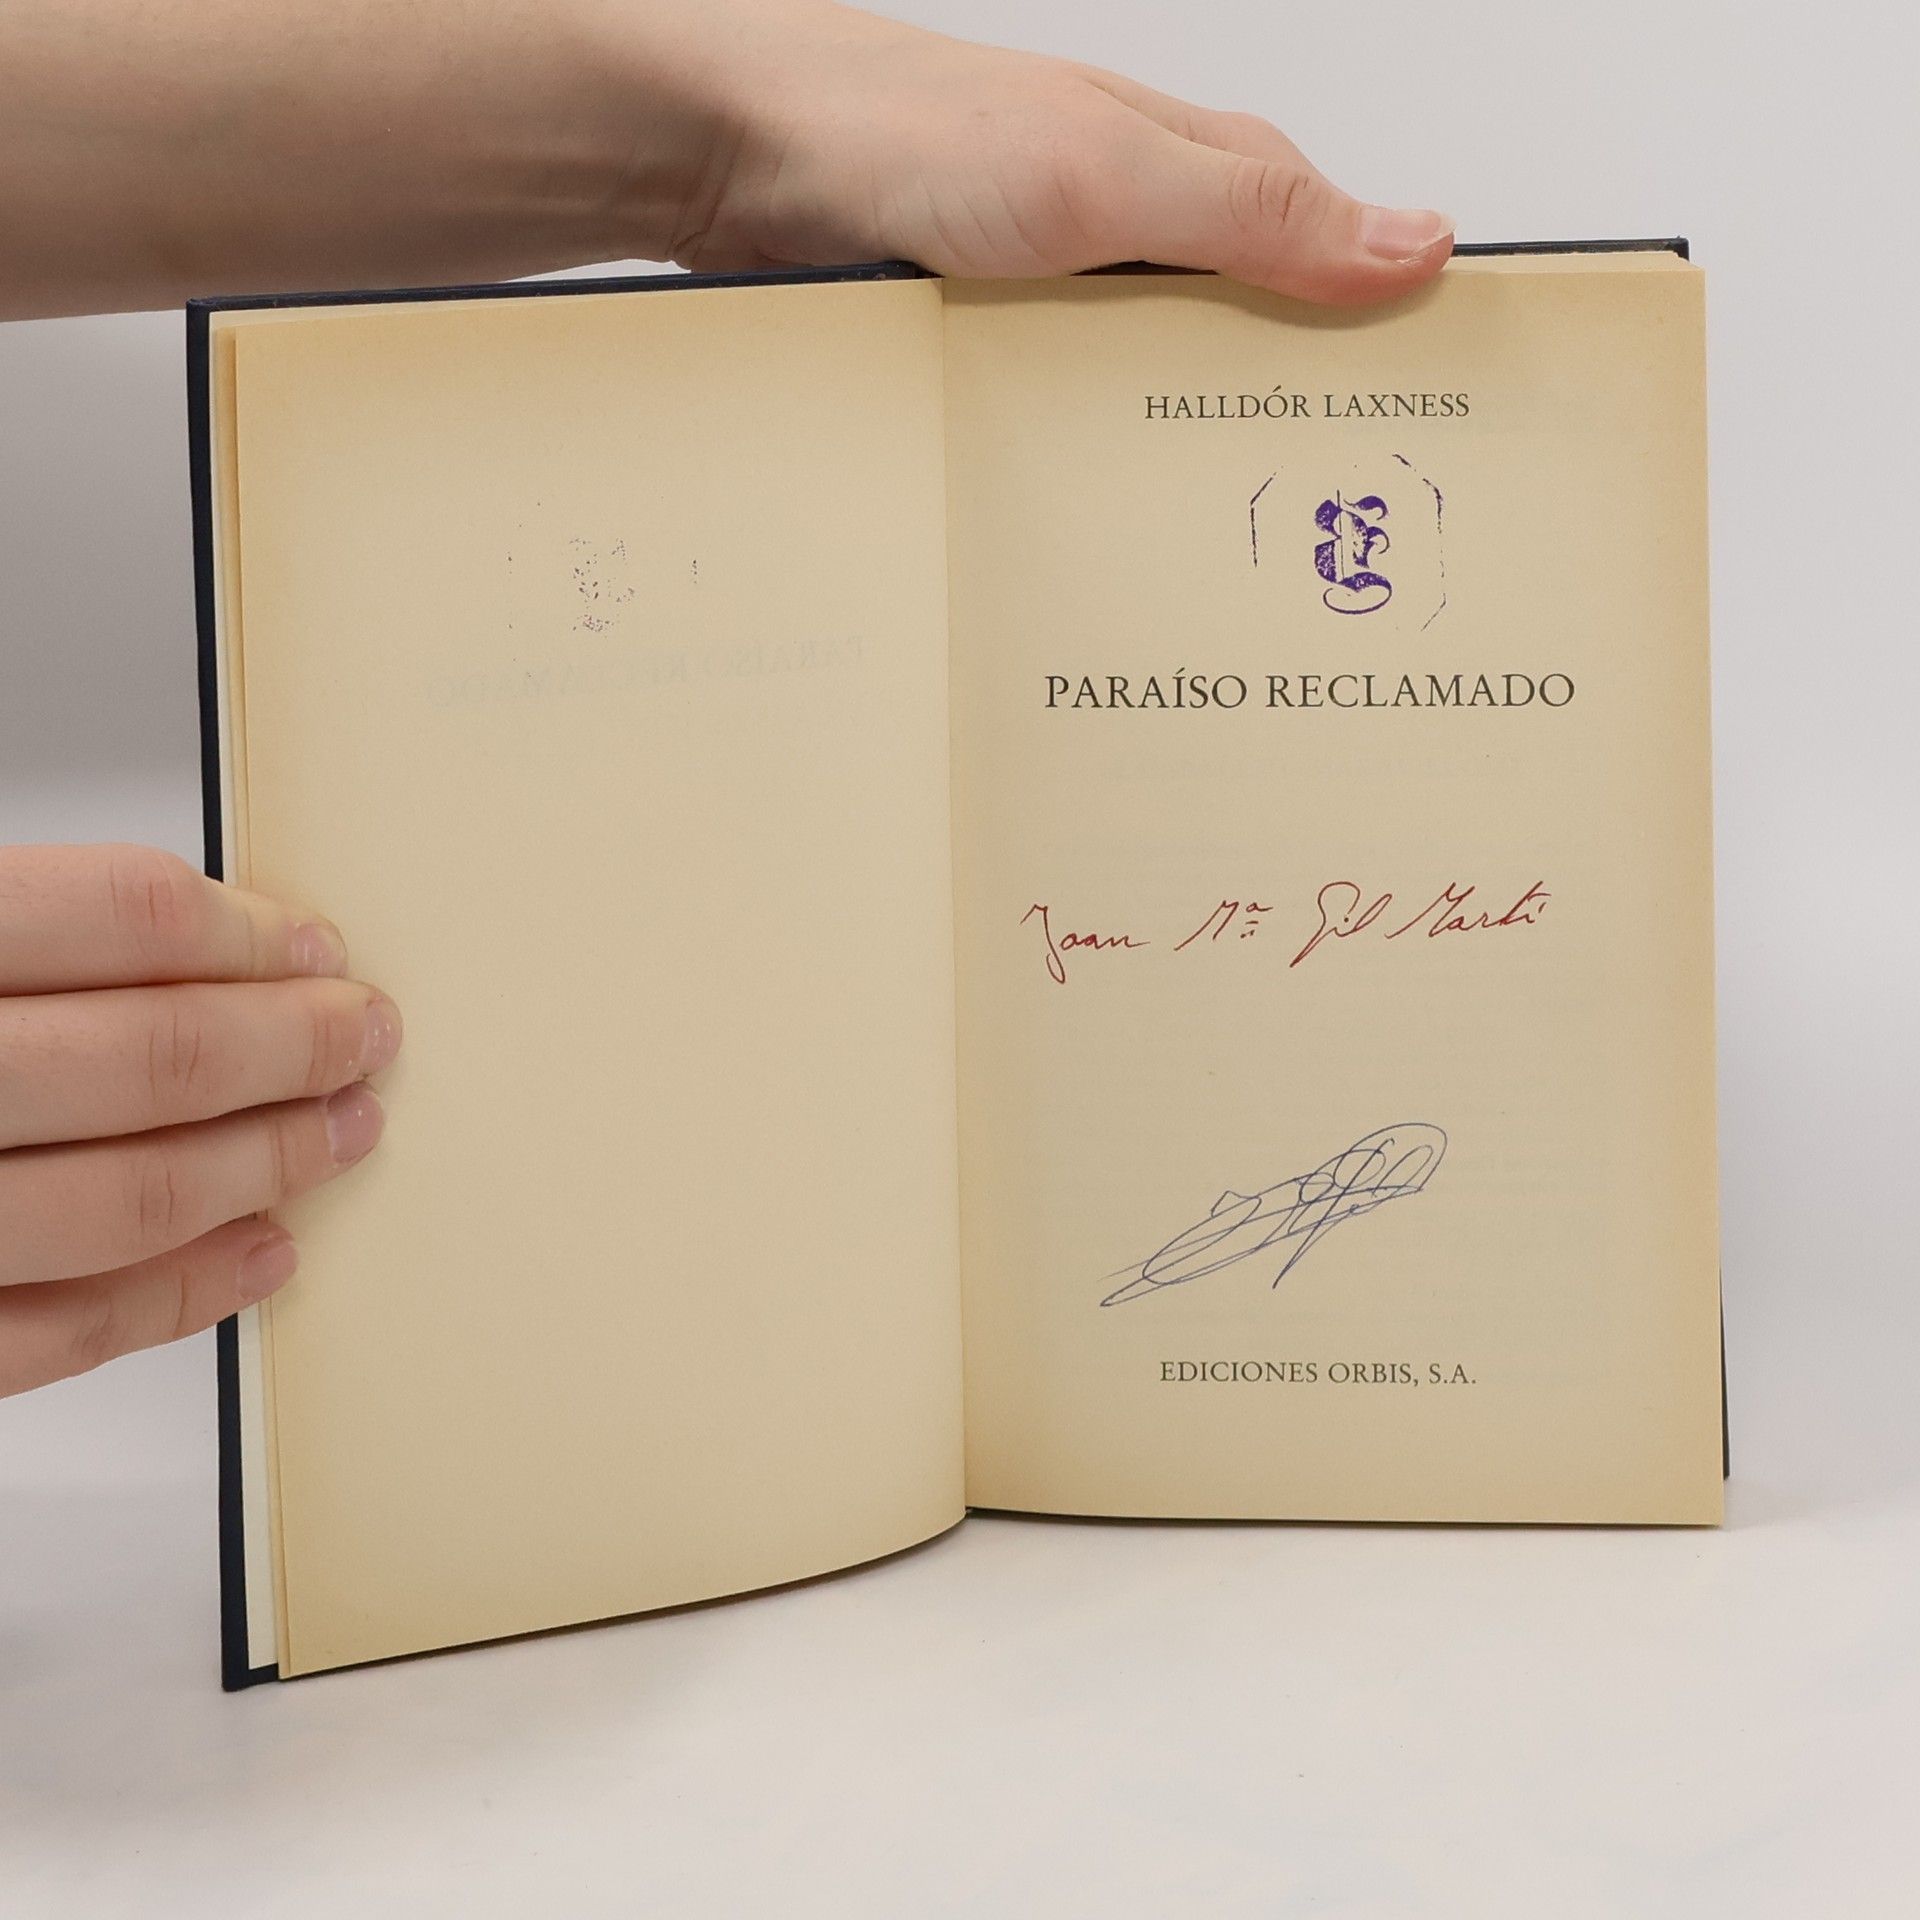 HALLDÓR LAXNESS
E
PARAÍSO RECLAMADO
Joan Mª Gil Martí
EDICIONES ORBIS, S.A.